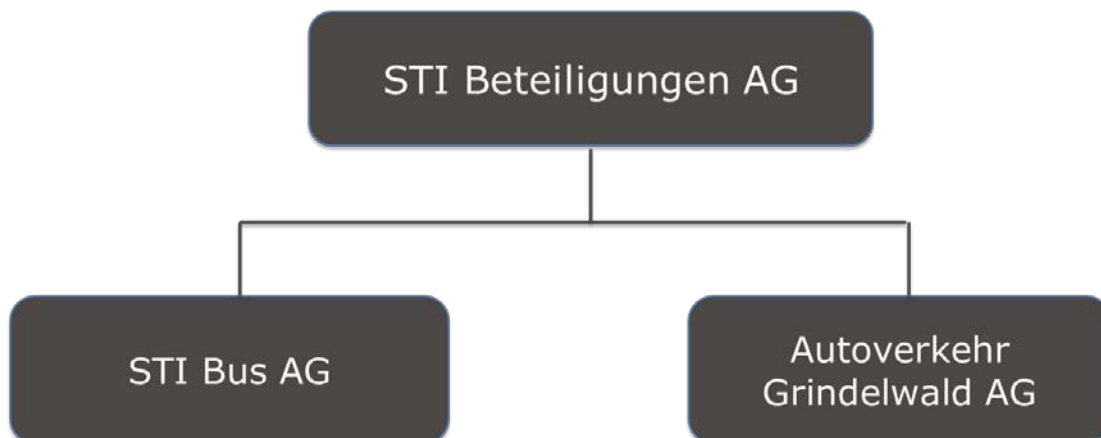 STI Beteiligungen AG
STI Bus AG
Autoverkehr
Grindelwald AG